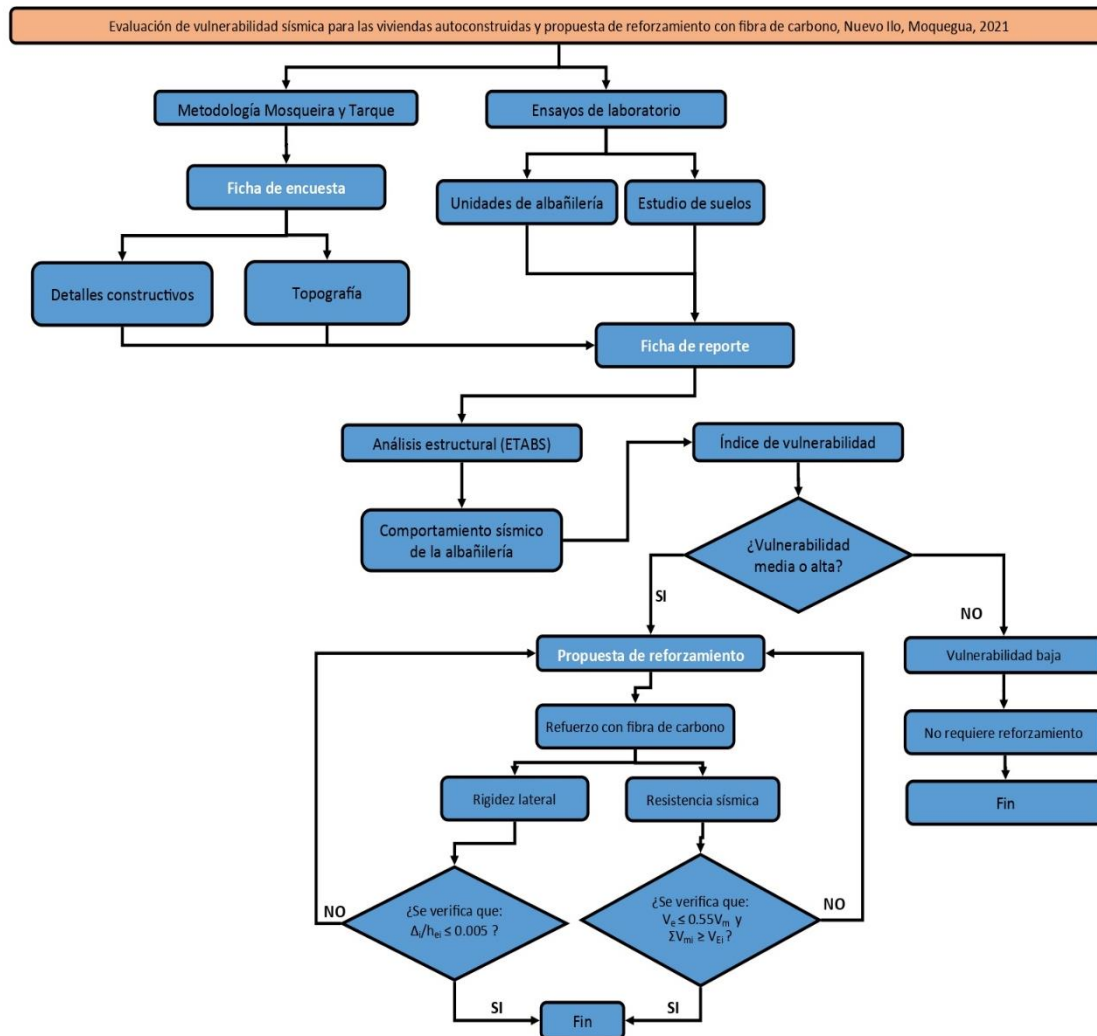 Evaluación de vulnerabilidad sísmica para las viviendas autoconstruidas y propuesta de reforzamiento con fibra de carbono, Nuevo Ilo, Moquegua, 2021
Metodología Mosqueira y Tarque
Ensayos de laboratorio
Ficha de encuesta
Unidades de albañilería
Estudio de suelos
Detalles constructivos
Topografía
Ficha de reporte
Análisis estructural (ETABS)
Índice de vulnerabilidad
Comportamiento sísmico
de la albañilería
¿Vulnerabilidad
media o alta?
SI
NO
Propuesta de reforzamiento
Vulnerabilidad baja
Refuerzo con fibra de carbono
No requiere reforzamiento
Rigidez lateral
Resistencia sísmica
Fin
¿Se verifica que:
Δi/hei ≤ 0.005 ?
NO
¿Se verifica que:
Ve ≤ 0.55Vm y
ΣVmi ≥ VEi ?
NO
SI
SI
Fin